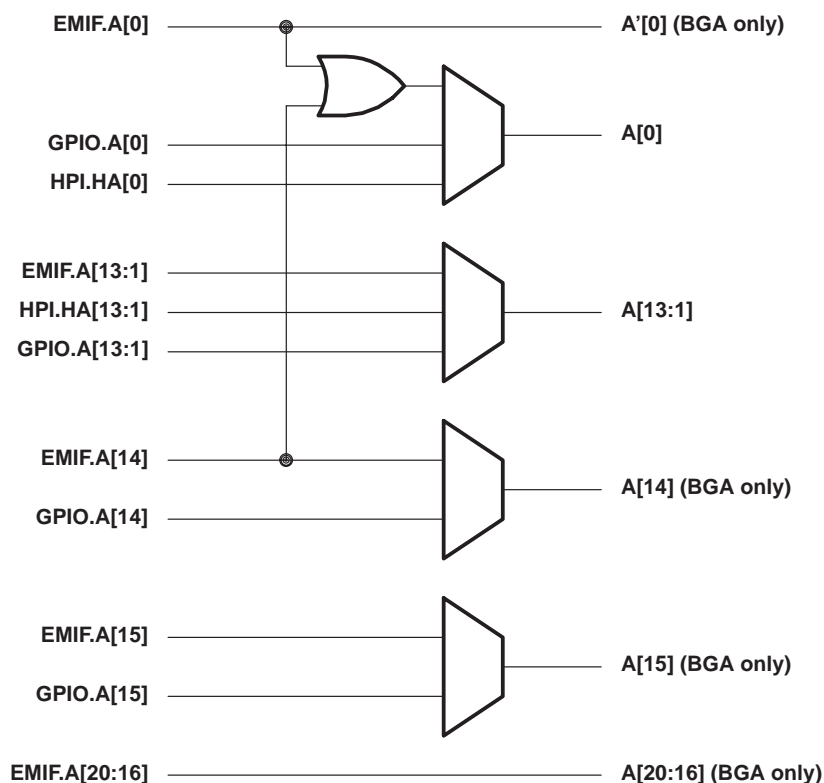 EMIF.A[0] A’[0] (BGA only)
GPIO.A[0] A[0]
HPI.HA[0]
EMIF.A[13:1]
HPI.HA[13:1] A[13:1]
GPIO.A[13:1]
EMIF.A[14]
A[14] (BGA only)
GPIO.A[14]
EMIF.A[15]
A[15] (BGA only)
GPIO.A[15]
EMIF.A[20:16] A[20:16] (BGA only)